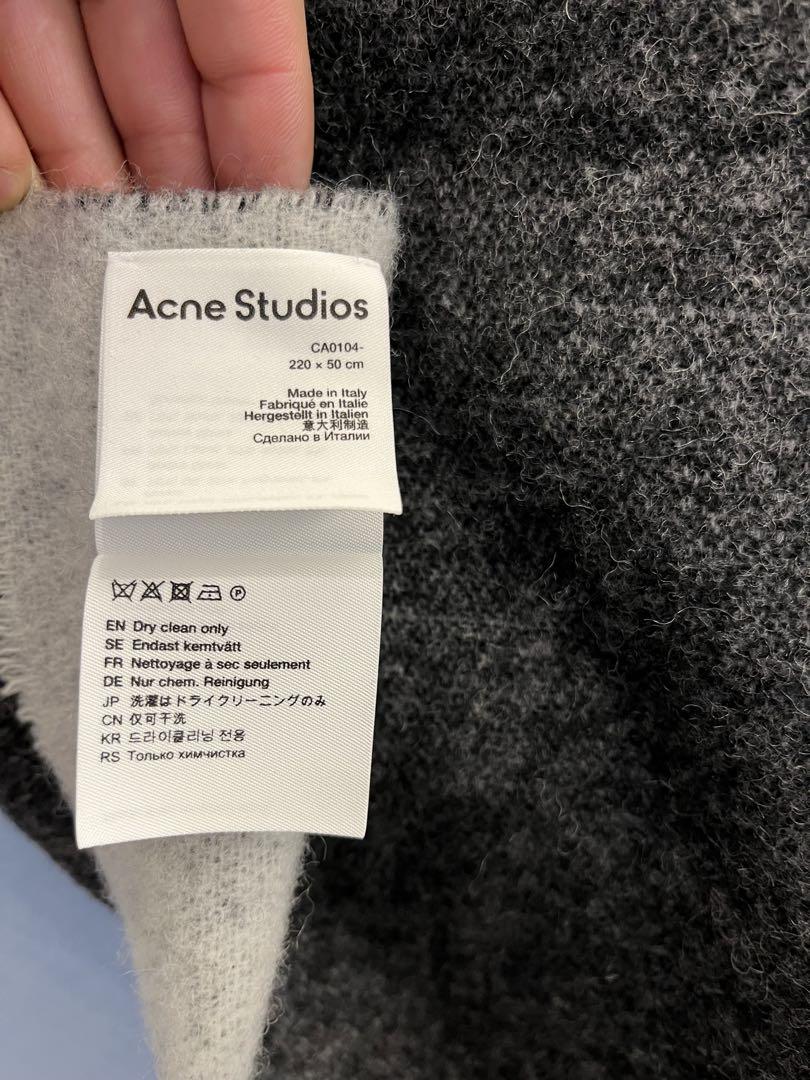 Acne Studios
CA0104-
220 × 50 cm
Made in Italy
Fabriqué en Italie
Hergestellt in Italien
意大利制造
Сделано в Италии
P
EN Dry clean only
SE Endast kemtvätt
FR Nettoyage à sec seulement
DE Nur chem. Reinigung
JP 洗濯はドライクリーニングのみ
CN 仅可干洗
KR 드라이클리닝 전용
RS Только химчистка